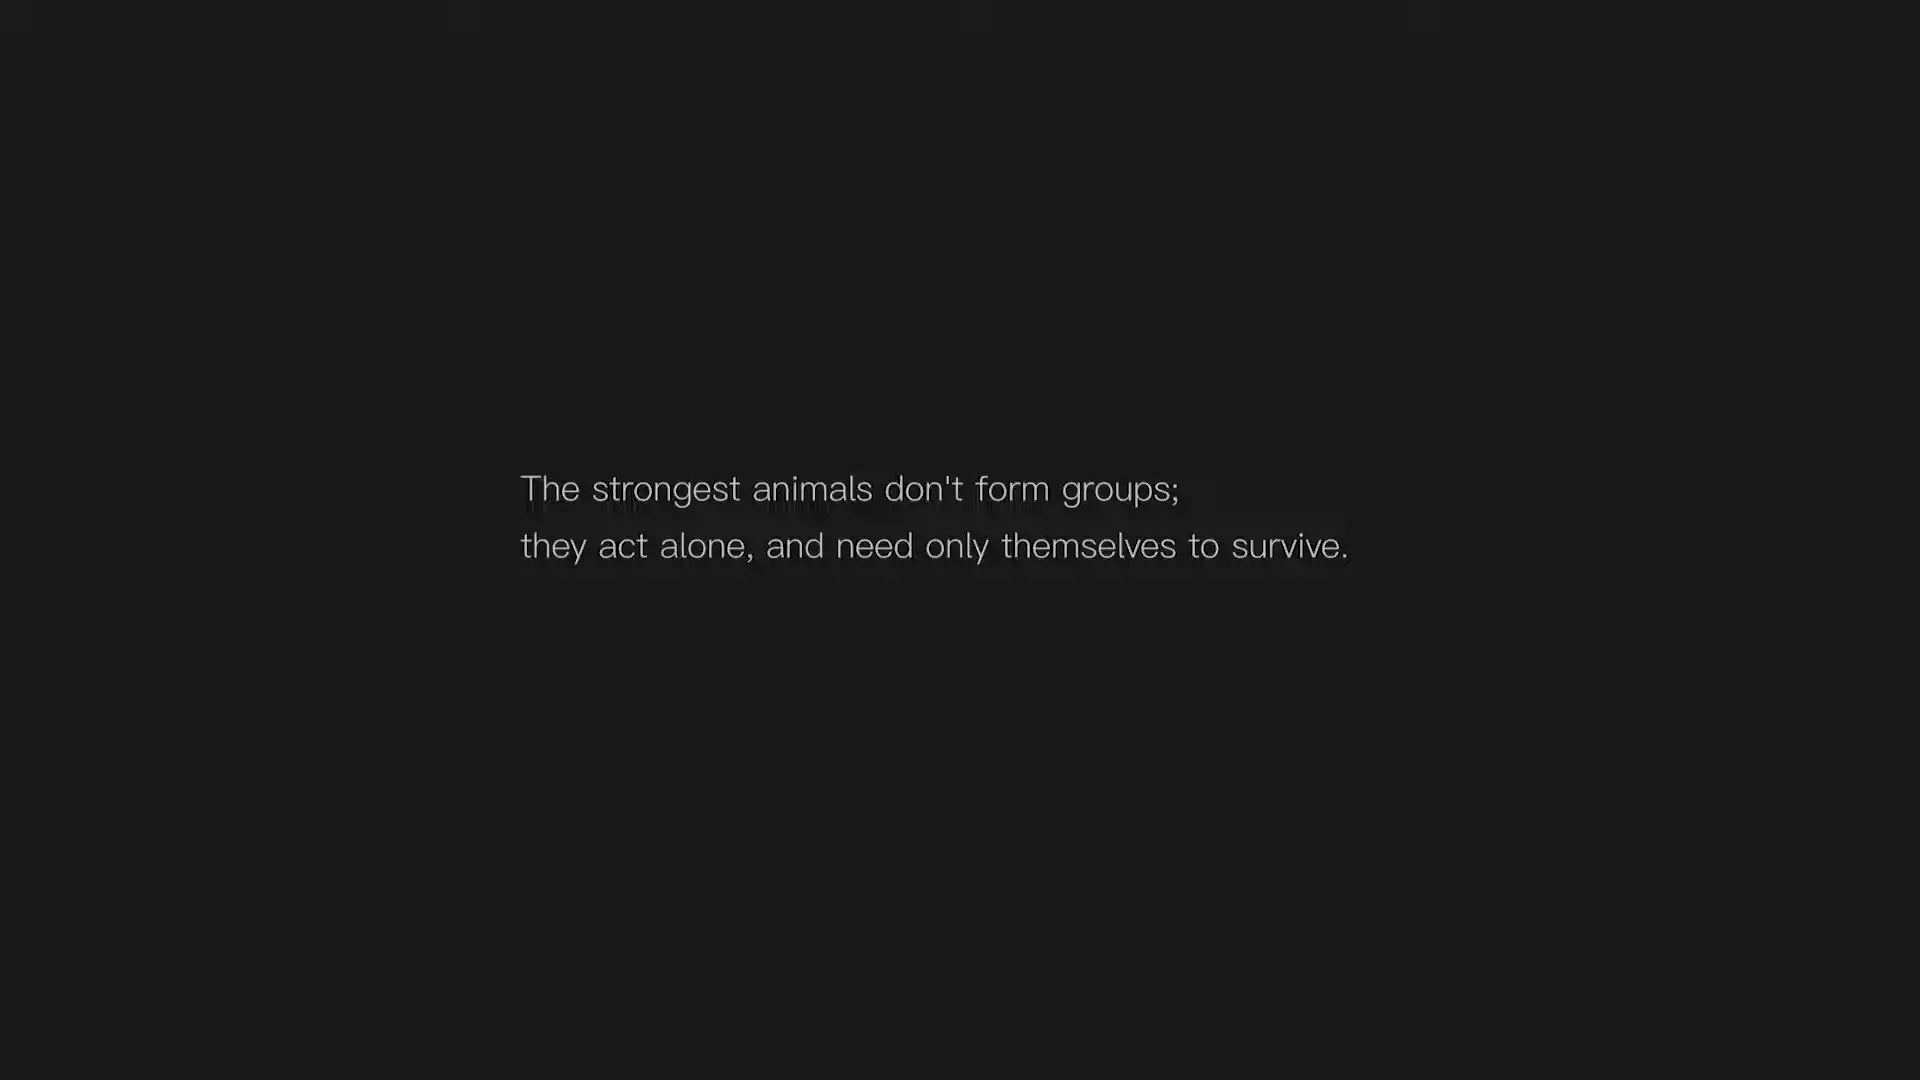 The strongest animals don't form groups;
they act alone, and need only themselves to survive.